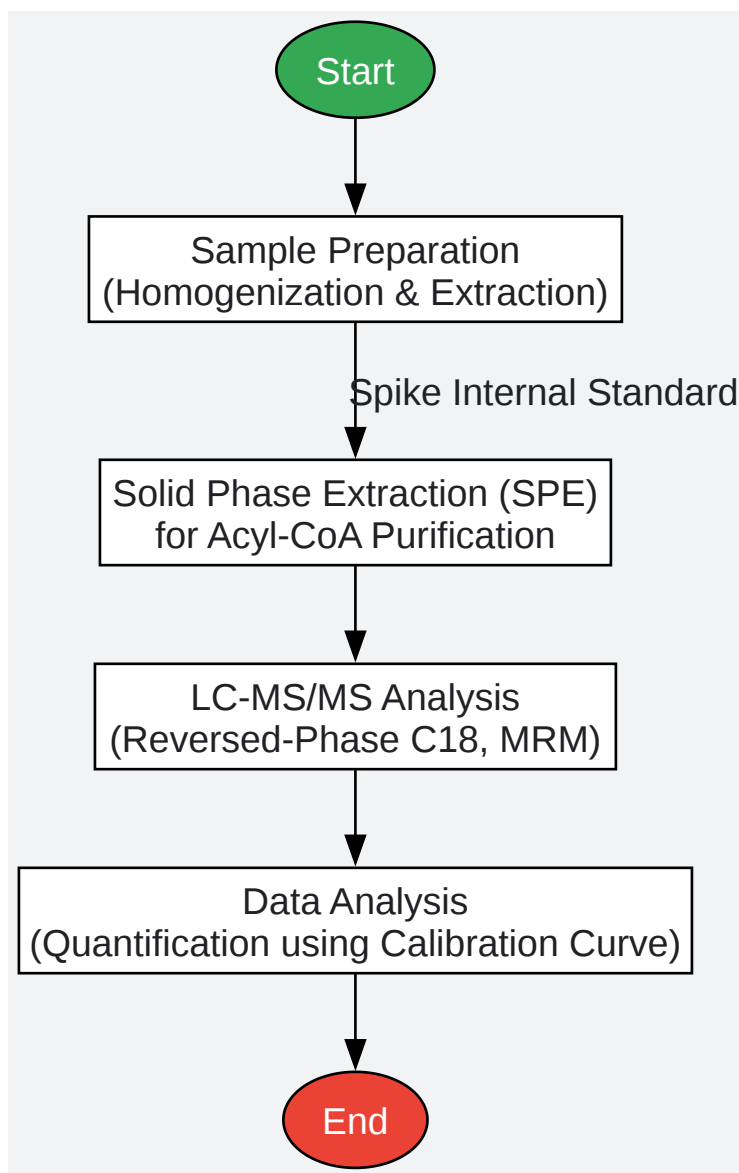 Start
Sample Preparation
(Homogenization & Extraction)
Spike Internal Standard
Solid Phase Extraction (SPE)
for Acyl-CoA Purification
LC-MS/MS Analysis
(Reversed-Phase C18, MRM)
Data Analysis
(Quantification using Calibration Curve)
End